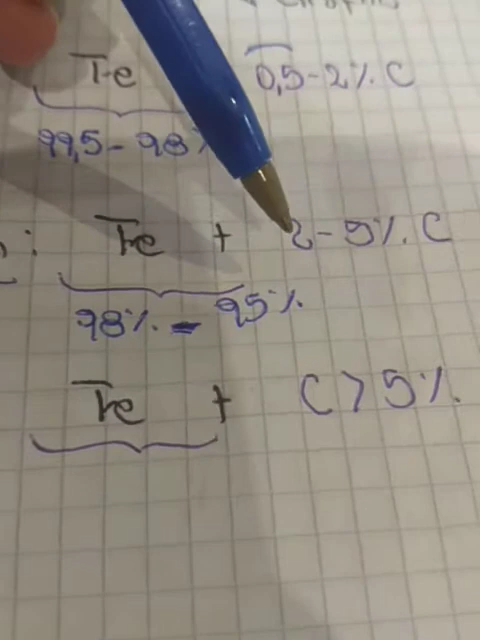 Fe 0,5-2% C
99,5-98%
: Fe + 2-5% C
98% - 95%
Fe + C > 5%